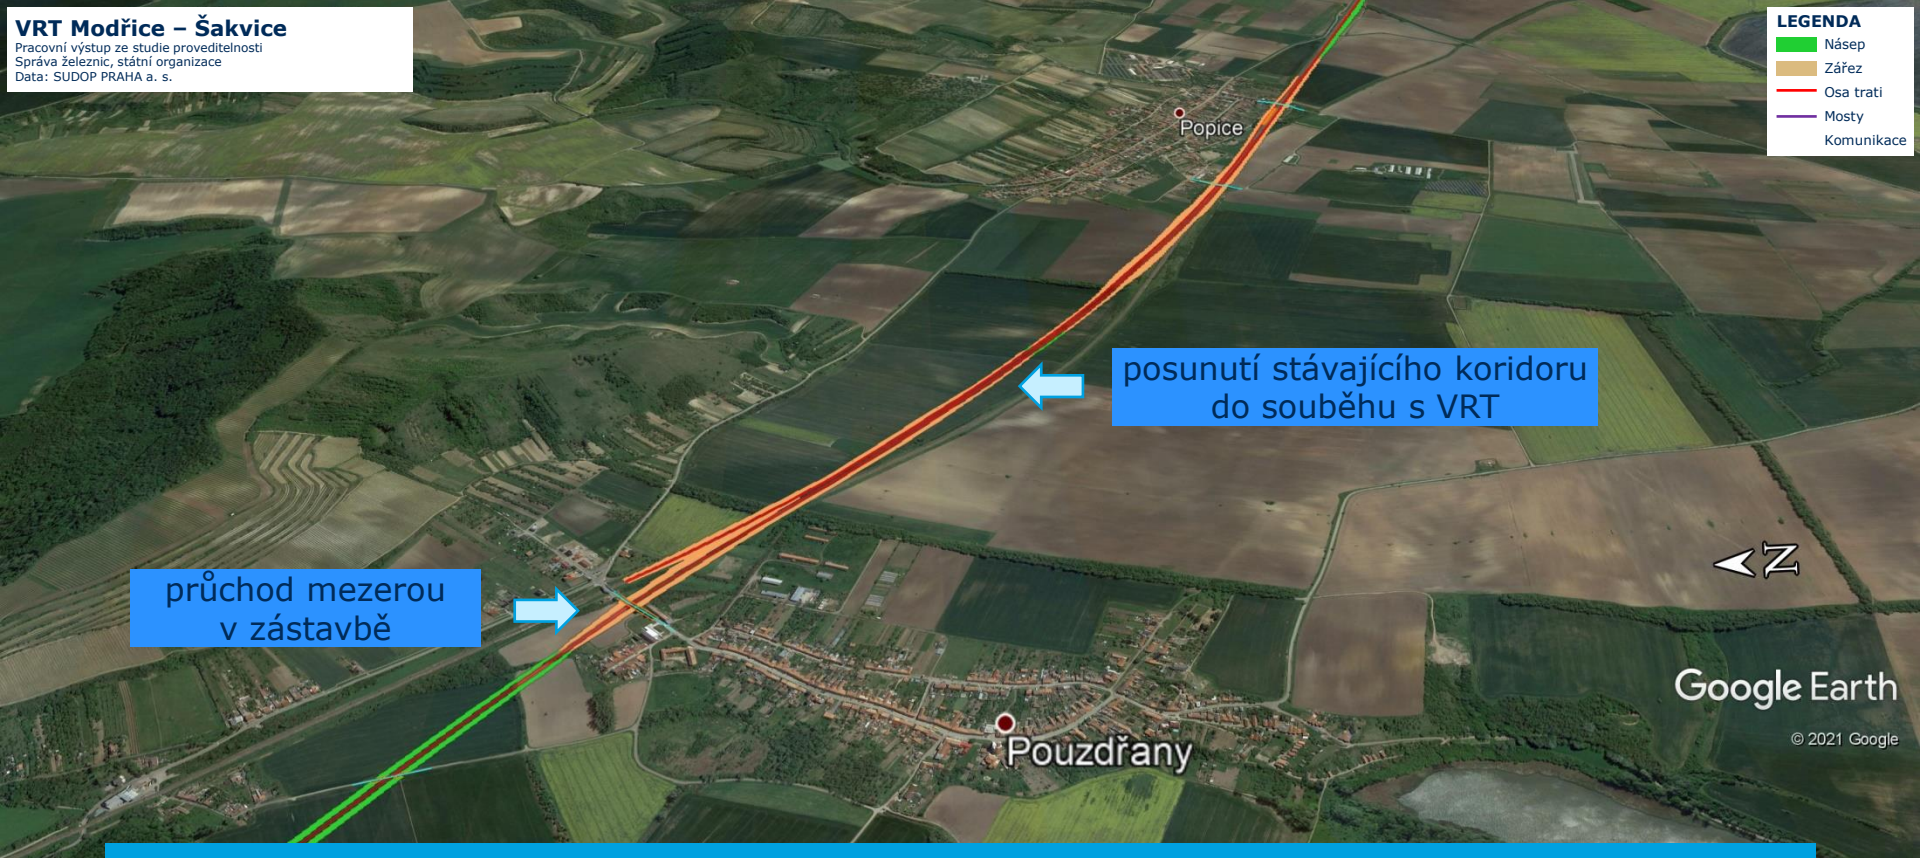 VRT Modřice – Šakvice
Pracovní výstup ze studie proveditelnosti
Správa železnic, státní organizace
Data: SUDOP PRAHA a. s.
LEGENDA
Násep
Zářez
Osa trati
Mosty
Komunikace
Popice
posunutí stávajícího koridoru
do souběhu s VRT
průchod mezerou
v zástavbě
N
Pouzdřany
Google Earth
© 2021 Google